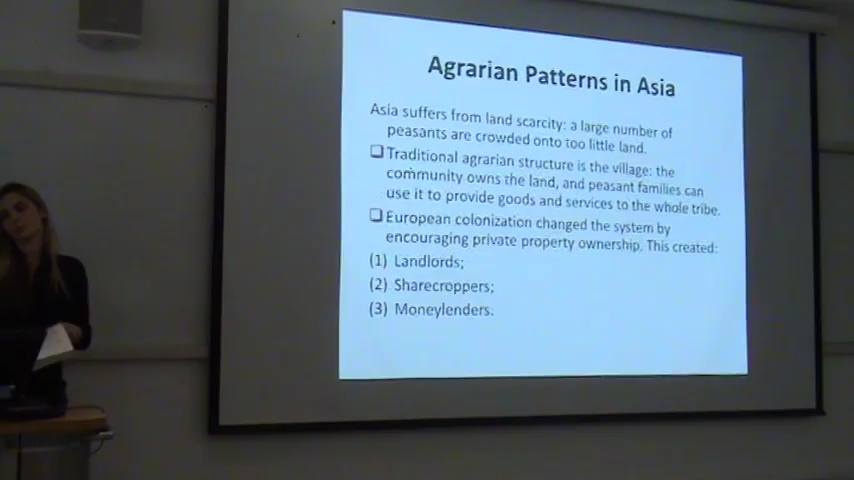 Agrarian Patterns in Asia
Asia suffers from land scarcity: a large number of
peasants are crowded onto too little land.
Traditional agrarian structure is the village: the
community owns the land, and peasant families can
use it to provide goods and services to the whole tribe.
European colonization changed the system by
encouraging private property ownership. This created:
(1) Landlords;
(2) Sharecroppers;
(3) Moneylenders.